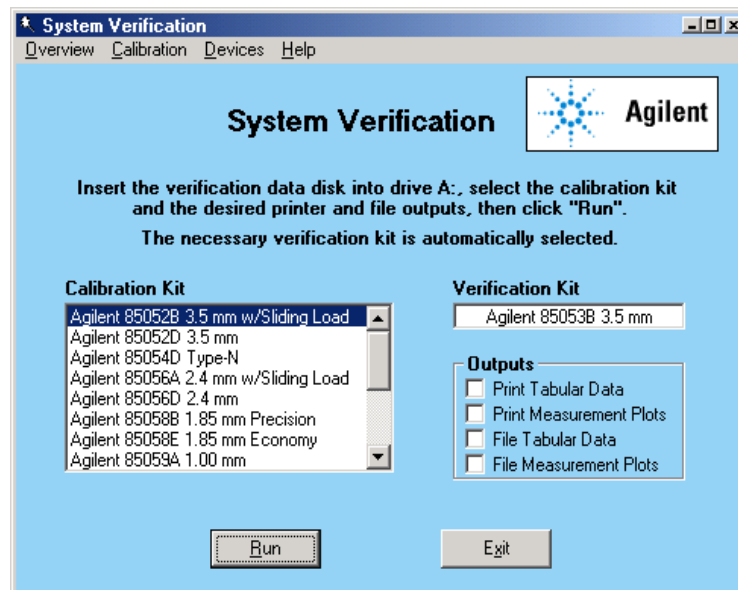 System Verification
Overview Calibration Devices Help
System Verification
Agilent
Insert the verification data disk into drive A:, select the calibration kit
and the desired printer and file outputs, then click "Run".
The necessary verification kit is automatically selected.
Calibration Kit
Agilent 85052B 3.5 mm w/Sliding Load
Agilent 85052D 3.5 mm
Agilent 85054D Type-N
Agilent 85056A 2.4 mm w/Sliding Load
Agilent 85056D 2.4 mm
Agilent 85058B 1.85 mm Precision
Agilent 85058E 1.85 mm Economy
Agilent 85059A 1.00 mm
Verification Kit
Agilent 85053B 3.5 mm
Outputs
Print Tabular Data
Print Measurement Plots
File Tabular Data
File Measurement Plots
Run
Exit